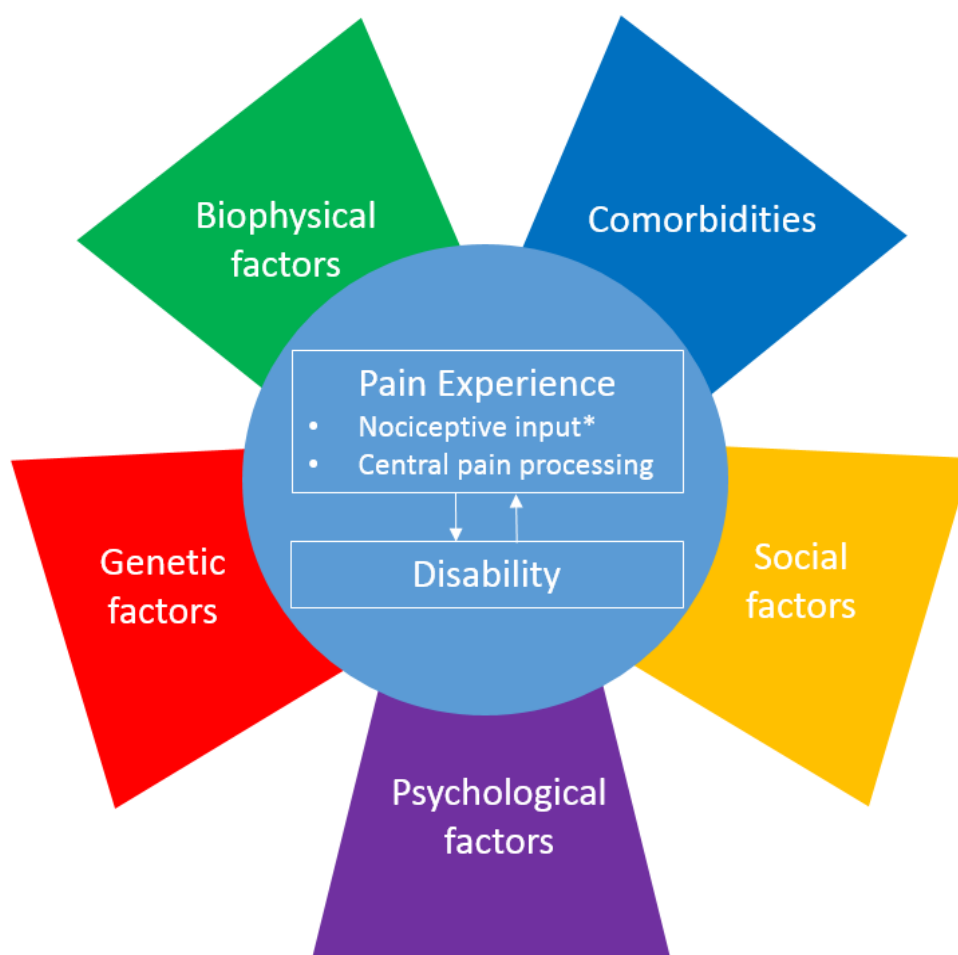 Biophysical
factors
Comorbidities
Pain Experience
• Nociceptive input*
• Central pain processing
Disability
Genetic
factors
Social
factors
Psychological
factors